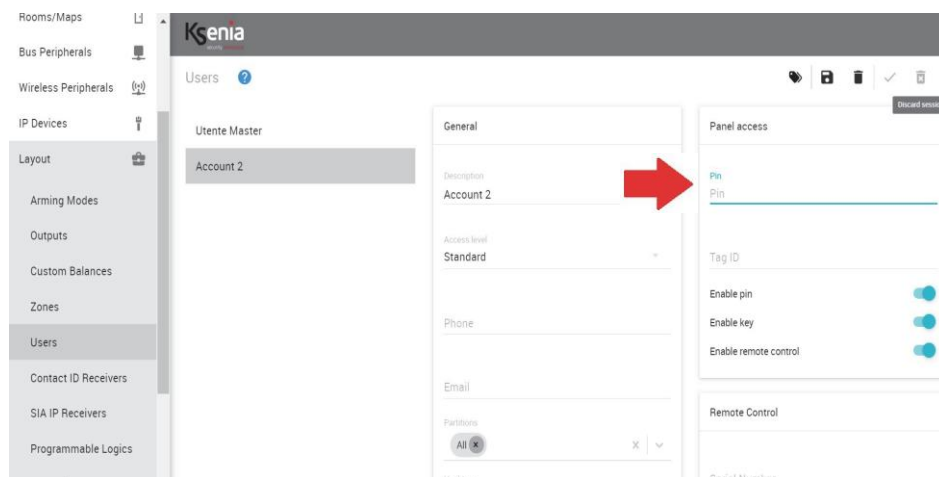 Rooms/Maps
Bus Peripherals
Wireless Peripherals
IP Devices
Layout
Arming Modes
Outputs
Custom Balances
Zones
Users
Contact ID Receivers
SIA IP Receivers
Programmable Logics
Ksenia
Users ?
Discard sessi
Utente Master
Account 2
General
Description
Account 2
Access level
Standard
Phone
Email
Partitions
All x
X
Panel access
Pin
Pin
Tag ID
Enable pin
Enable key
Enable remote control
Remote Control